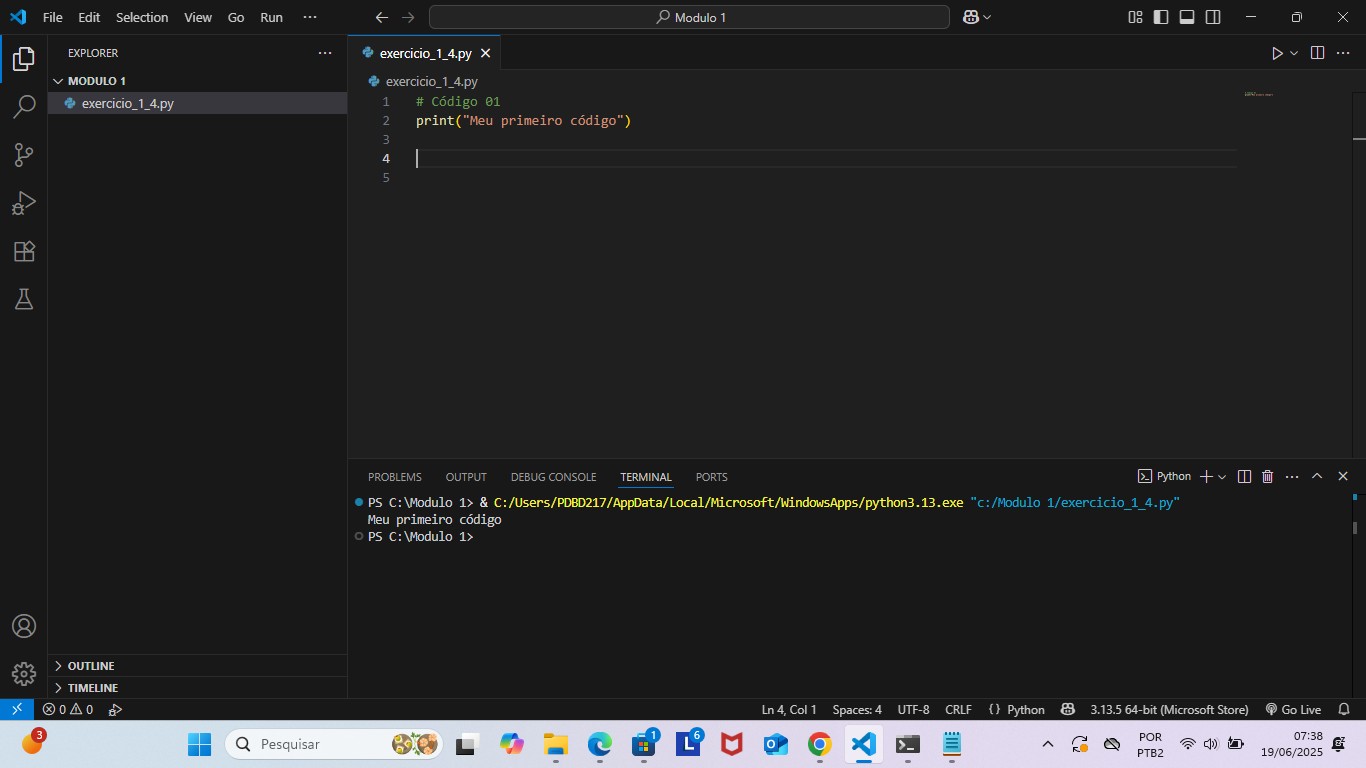 File Edit Selection View Go Run ··· Modulo 1
EXPLORER ···
MODULO 1
exercicio_1_4.py
OUTLINE
TIMELINE
exercicio_1_4.py
exercicio_1_4.py
1 # Código 01
2 print("Meu primeiro código")
3
4
5
PROBLEMS OUTPUT DEBUG CONSOLE TERMINAL PORTS Python
PS C:\Modulo 1> & C:/Users/PDBD217/AppData/Local/Microsoft/WindowsApps/python3.13.exe "c:/Modulo 1/exercicio_1_4.py"
Meu primeiro código
PS C:\Modulo 1>
0 0 Ln 4, Col 1 Spaces: 4 UTF-8 CRLF {} Python 3.13.5 64-bit (Microsoft Store) Go Live
3 Pesquisar 1 L 6 POR 07:38
PTB2 19/06/2025